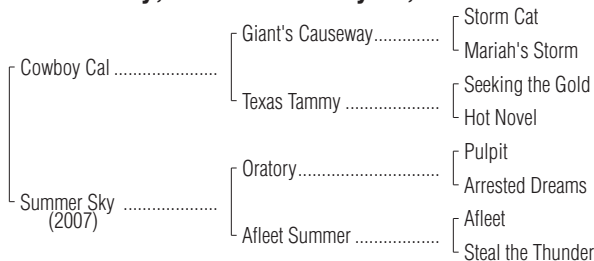 Storm Cat
Giant's Causeway..............
Mariah's Storm
Cowboy Cal ......................
Seeking the Gold
Texas Tammy ....................
Hot Novel
Pulpit
Oratory..............................
Arrested Dreams
Summer Sky ....................
(2007)
Afleet
Afleet Summer ..................
Steal the Thunder